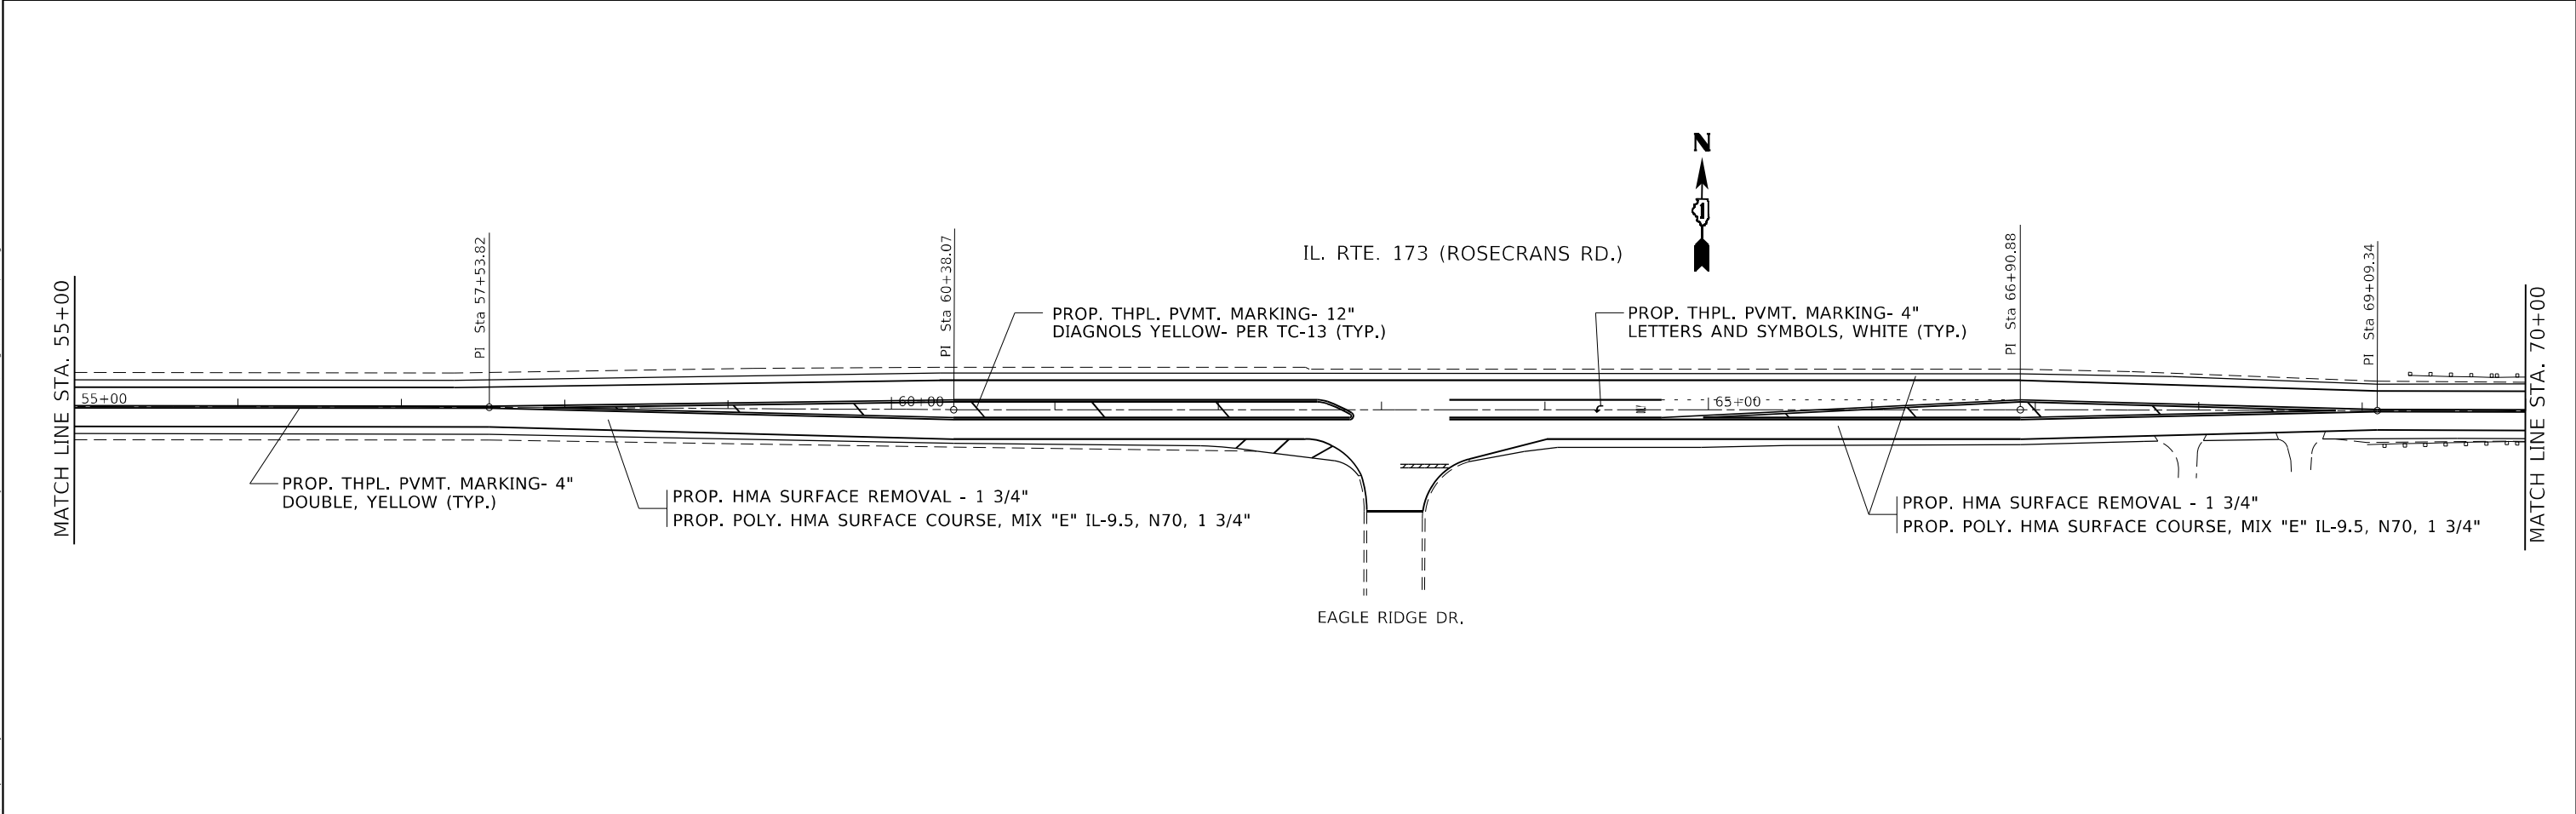 N
IL. RTE. 173 (ROSECRANS RD.)
MATCH LINE STA. 55+00
PI Sta 57+53.82
PI Sta 60+38.07
PI Sta 66+90.88
PI Sta 69+09.34
MATCH LINE STA. 70+00
PROP. THPL. PVMT. MARKING- 12"
DIAGNOLS YELLOW- PER TC-13 (TYP.)
PROP. THPL. PVMT. MARKING- 4"
LETTERS AND SYMBOLS, WHITE (TYP.)
55+00
60+00
65+00
PROP. THPL. PVMT. MARKING- 4"
DOUBLE, YELLOW (TYP.)
PROP. HMA SURFACE REMOVAL - 1 3/4"
PROP. POLY. HMA SURFACE COURSE, MIX "E" IL-9.5, N70, 1 3/4"
PROP. HMA SURFACE REMOVAL - 1 3/4"
PROP. POLY. HMA SURFACE COURSE, MIX "E" IL-9.5, N70, 1 3/4"
EAGLE RIDGE DR.